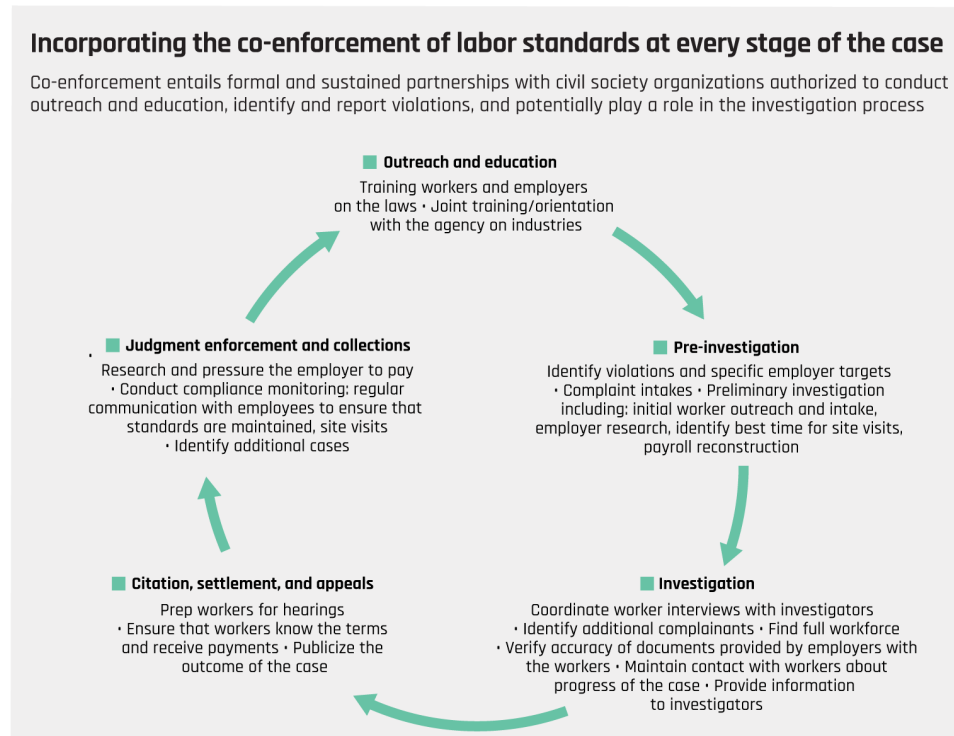 Incorporating the co-enforcement of labor standards at every stage of the case
Co-enforcement entails formal and sustained partnerships with civil society organizations authorized to conduct
outreach and education, identify and report violations, and potentially play a role in the investigation process
Outreach and education
Training workers and employers
on the laws • Joint training/orientation
with the agency on industries
Pre-investigation
Identify violations and specific employer targets
• Complaint intakes • Preliminary investigation
including: initial worker outreach and intake,
employer research, identify best time for site visits,
payroll reconstruction
Investigation
Coordinate worker interviews with investigators
• Identify additional complainants • Find full workforce
• Verify accuracy of documents provided by employers with
the workers • Maintain contact with workers about
progress of the case • Provide information
to investigators
Citation, settlement, and appeals
Prep workers for hearings
• Ensure that workers know the terms
and receive payments • Publicize the
outcome of the case
Judgment enforcement and collections
Research and pressure the employer to pay
• Conduct compliance monitoring: regular
communication with employees to ensure that
standards are maintained, site visits
• Identify additional cases